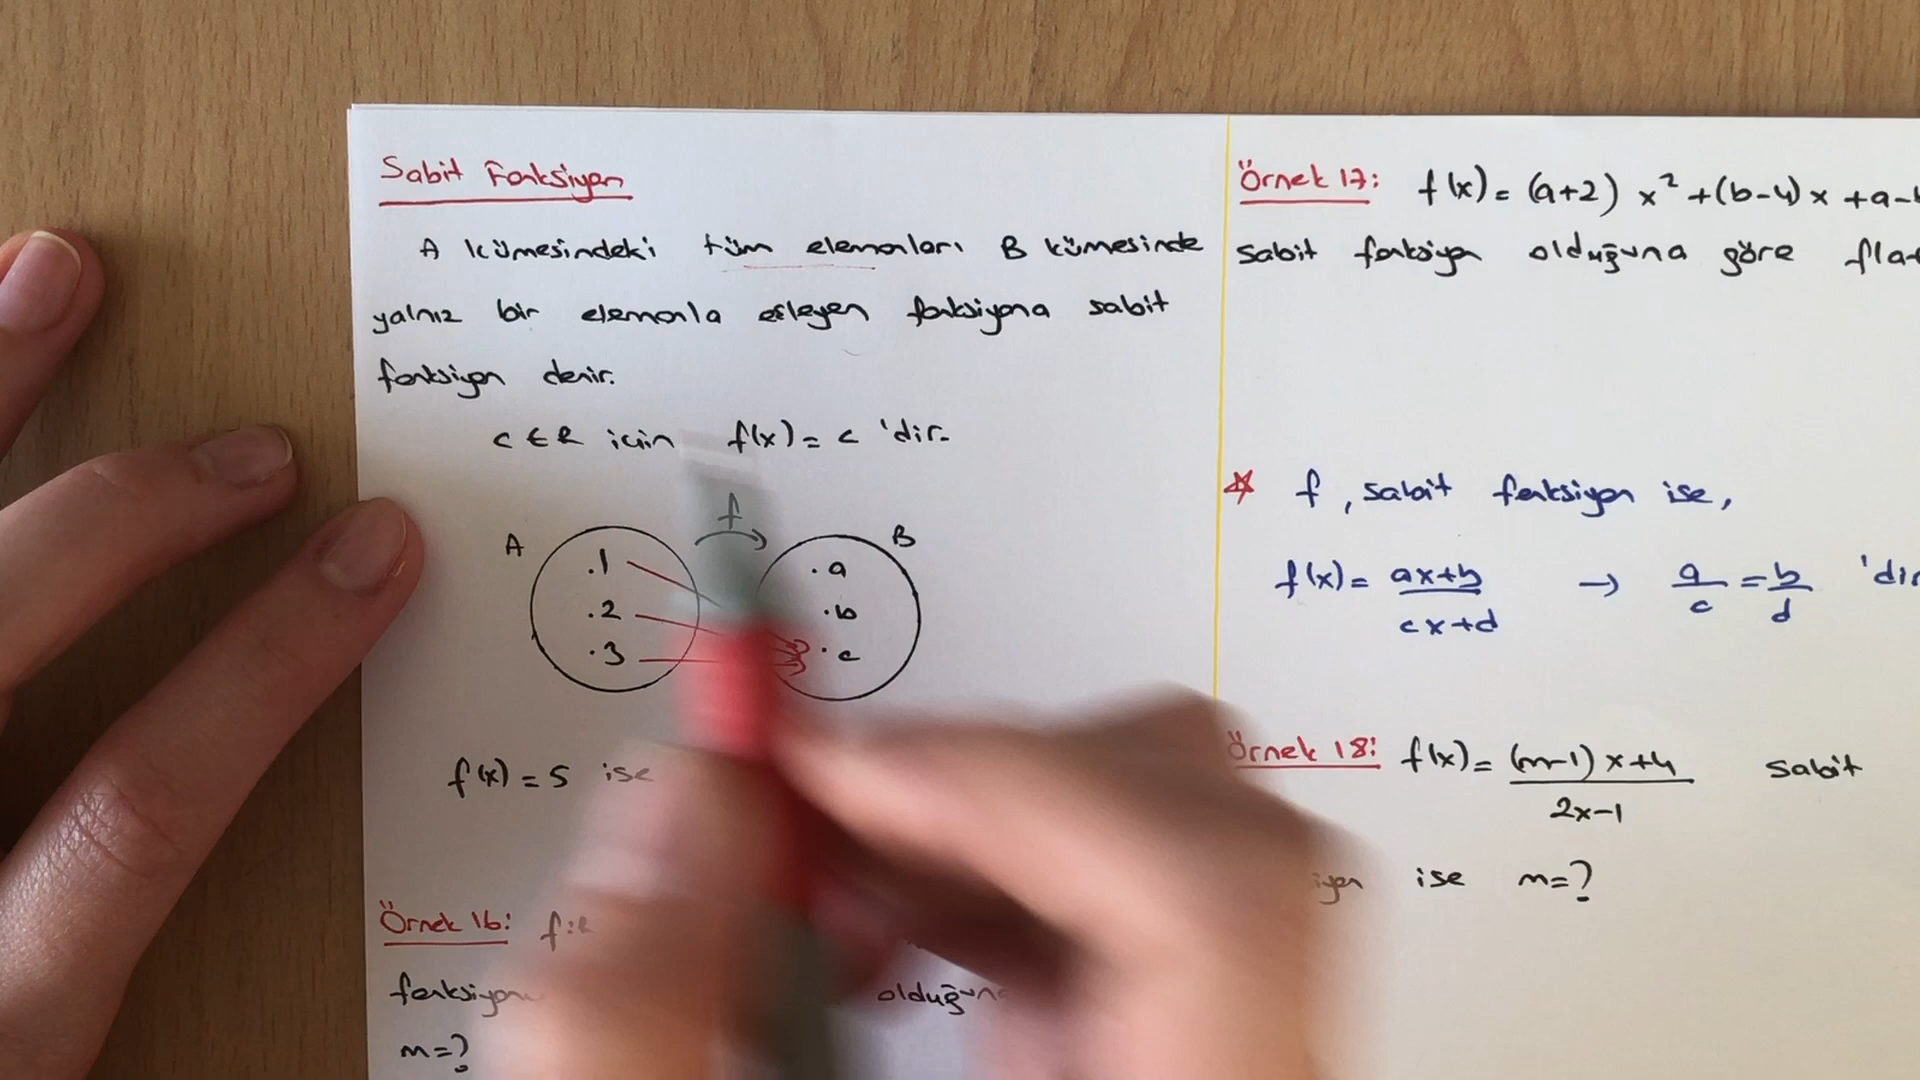 Sabit Fonksiyon
A kümesindeki tüm elemanları B kümesinde
yalnız bir elemanla eşleyen fonksiyona sabit
fonksiyon denir.
c ∈ R için f(x) = c 'dir.
f
A B
.1 .a
.2 .b
.3 .c
f(x) = 5 ise
Örnek 16: f:R
m=?
Örnek 17: f(x) = (a+2) x² + (b-4) x + a-
sabit fonksiyon olduğuna göre f(a
☆ f, sabit fonksiyon ise,
f(x) = ax+b / cx+d → a/c = b/d 'dir
Örnek 18: f(x) = (m-1) x+4 / 2x-1 sabit
ise m=?